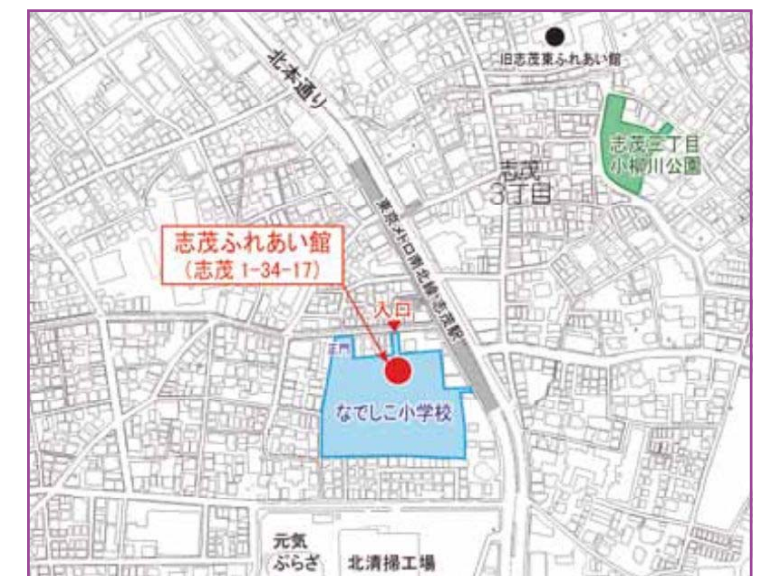 旧志茂東ふれあい館
北本通り
志茂三丁目
小柳川公園
志茂
3丁目
東京メトロ南北線 志茂駅
志茂ふれあい館
(志茂 1-34-17)
入口
正門
なでしこ小学校
元気
ぷらざ
北清掃工場